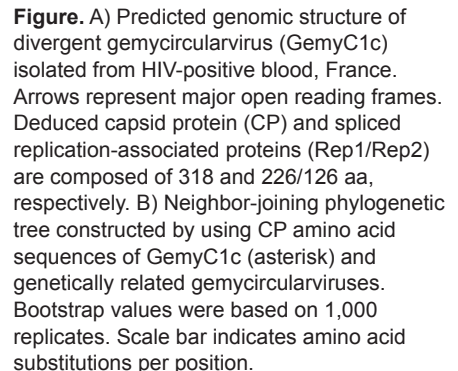 Figure. A) Predicted genomic structure of
divergent gemycircularvirus (GemyC1c)
isolated from HIV-positive blood, France.
Arrows represent major open reading frames.
Deduced capsid protein (CP) and spliced
replication-associated proteins (Rep1/Rep2)
are composed of 318 and 226/126 aa,
respectively. B) Neighbor-joining phylogenetic
tree constructed by using CP amino acid
sequences of GemyC1c (asterisk) and
genetically related gemycircularviruses.
Bootstrap values were based on 1,000
replicates. Scale bar indicates amino acid
substitutions per position.